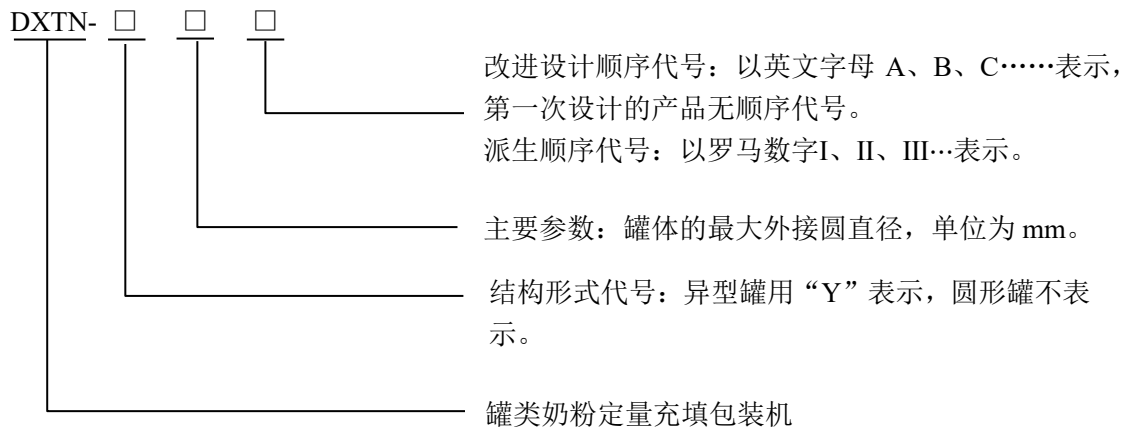 DXTN- □ □ □
改进设计顺序代号：以英文字母 A、B、C……表示，
第一次设计的产品无顺序代号。
派生顺序代号：以罗马数字I、II、III…表示。
主要参数：罐体的最大外接圆直径，单位为 mm。
结构形式代号：异型罐用“Y”表示，圆形罐不表
示。
罐类奶粉定量充填包装机